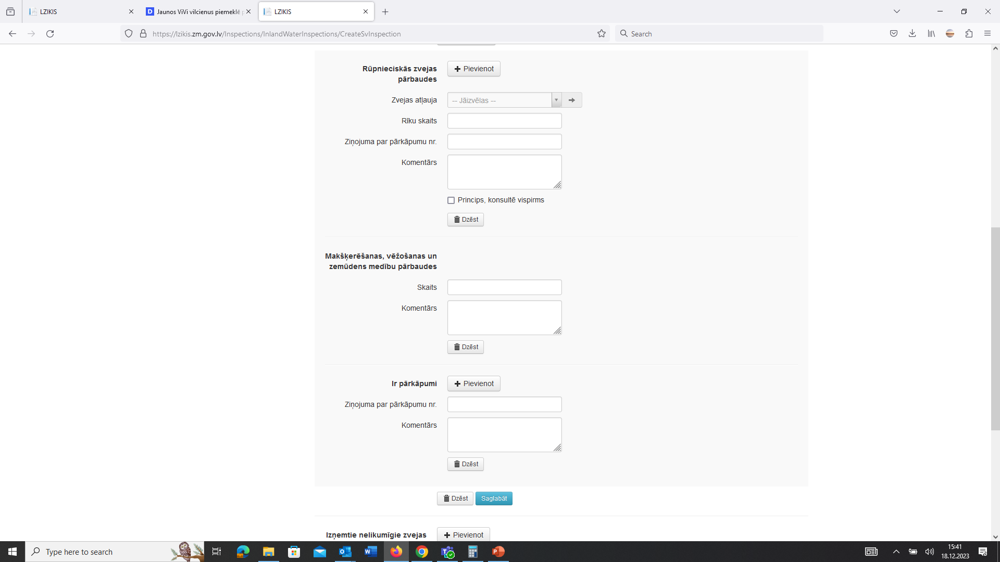 LZIKIS
Jaunos ViVi vilcienus piemeklē
LZIKIS
https://lzikis.zm.gov.lv/Inspections/InlandWaterInspections/CreateSvInspection
Search
Rūpnieciskās zvejas
pārbaudes
Pievienot
Zvejas atļauja
-- Jāizvēlas --
Rīku skaits
Ziņojuma par pārkāpumu nr.
Komentārs
Princips, konsultē vispirms
Dzēst
Makšķerēšanas, vēžošanas un
zemūdens medību pārbaudes
Skaits
Komentārs
Dzēst
Ir pārkāpumi
Pievienot
Ziņojuma par pārkāpumu nr.
Komentārs
Dzēst
Dzēst
Saglabāt
Izņemtie nelikumīgie zvejas
Pievienot
Type here to search
15:41
18.12.2023